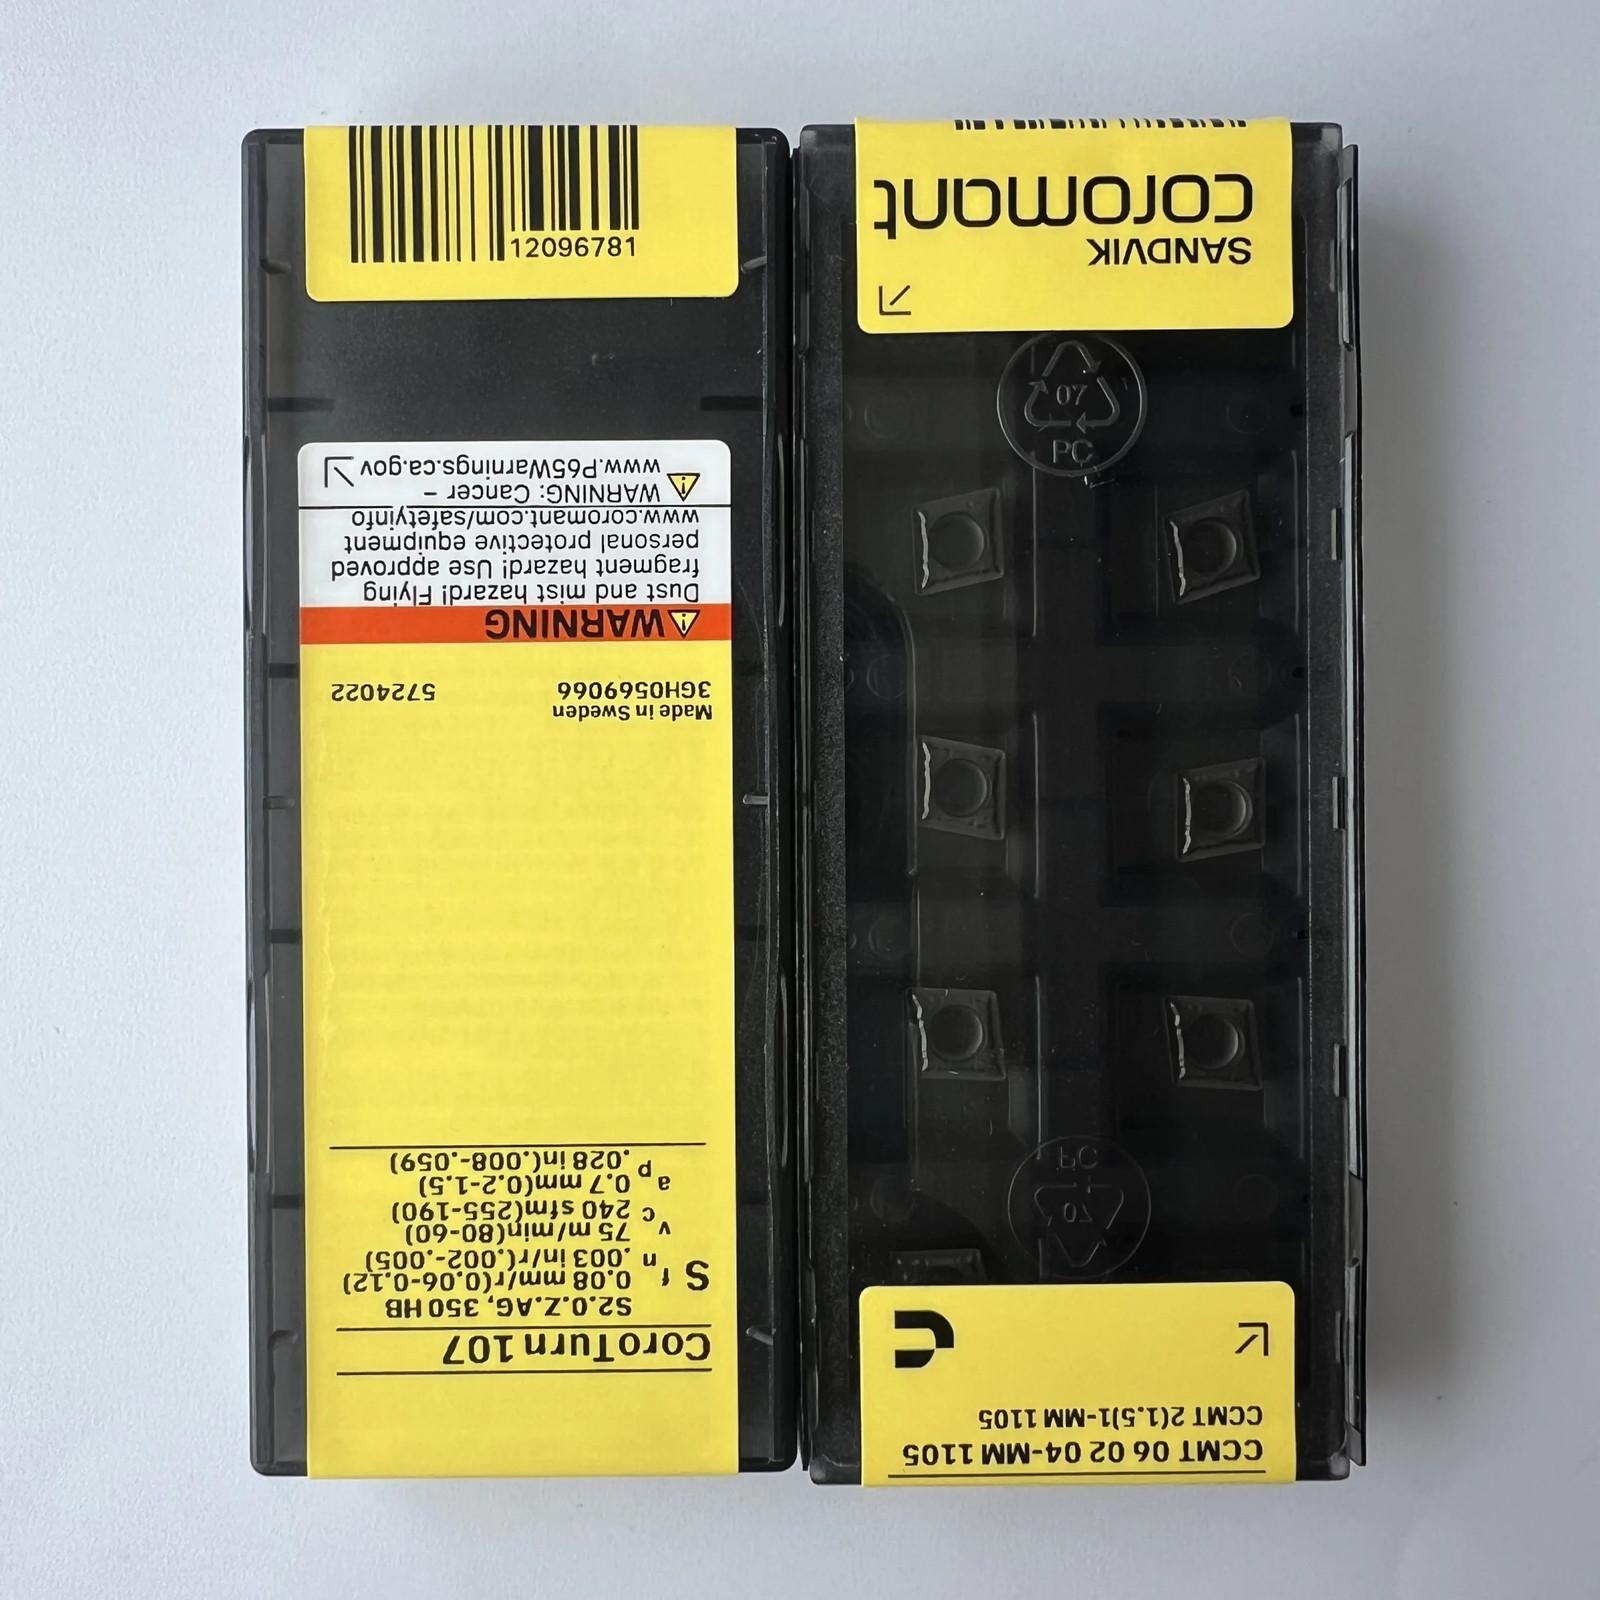 12096781
CoroTurn 107
S2.0.Z.AG, 350 HB
S
fn 0.08 mm/r(0.06-0.12)
.003 in/r(.002-.005)
vc 75 m/min(80-60)
240 sfm(255-190)
ap 0.7 mm(0.2-1.5)
.028 in(.008-.059)
Made in Sweden
3GH0569066 5724022
WARNING
Dust and mist hazard! Flying
fragment hazard! Use approved
personal protective equipment
www.coromant.com/safetyinfo
WARNING: Cancer -
www.P65Warnings.ca.gov
CCMT 06 02 04-MM 1105
CCMT 2(1.5)1-MM 1105
07
PC
07
PC
SANDVIK
coromant